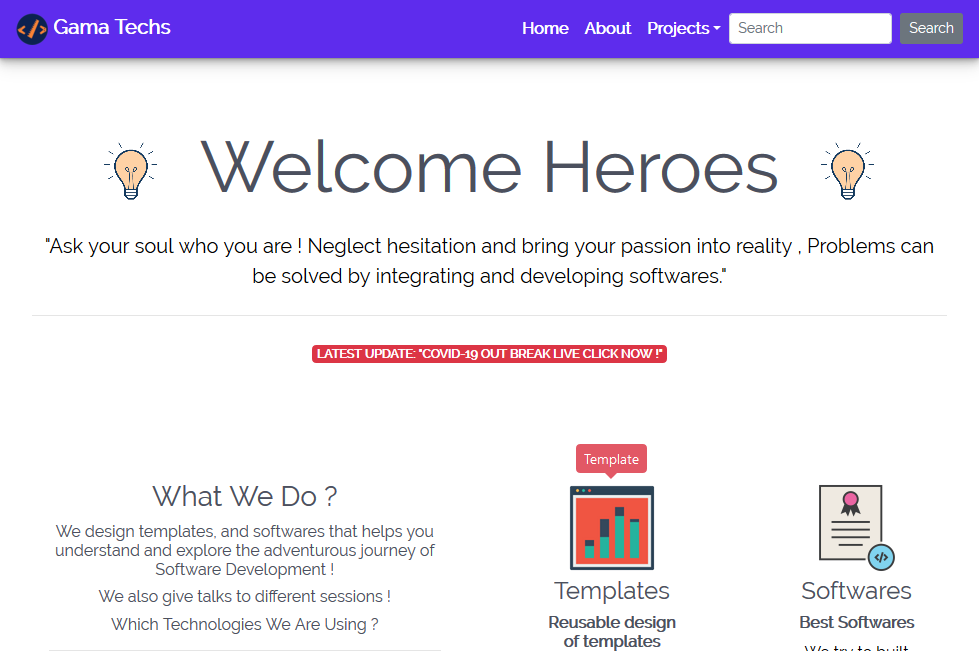 Gama Techs
Home About Projects Search Search
Welcome Heroes
"Ask your soul who you are ! Neglect hesitation and bring your passion into reality , Problems can
be solved by integrating and developing softwares."
LATEST UPDATE: "COVID-19 OUT BREAK LIVE CLICK NOW !"
What We Do ?
We design templates, and softwares that helps you
understand and explore the adventurous journey of
Software Development !
We also give talks to different sessions !
Which Technologies We Are Using ?
Template
Templates
Reusable design
of templates
Softwares
Best Softwares
We try to built